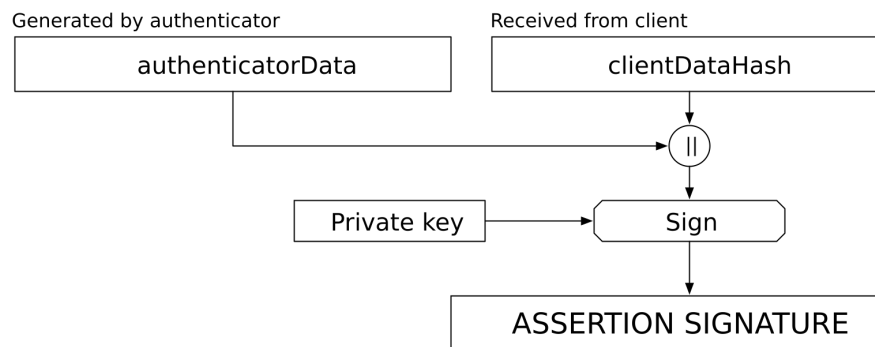 Generated by authenticator
Received from client
authenticatorData
clientDataHash
||
Private key
Sign
ASSERTION SIGNATURE